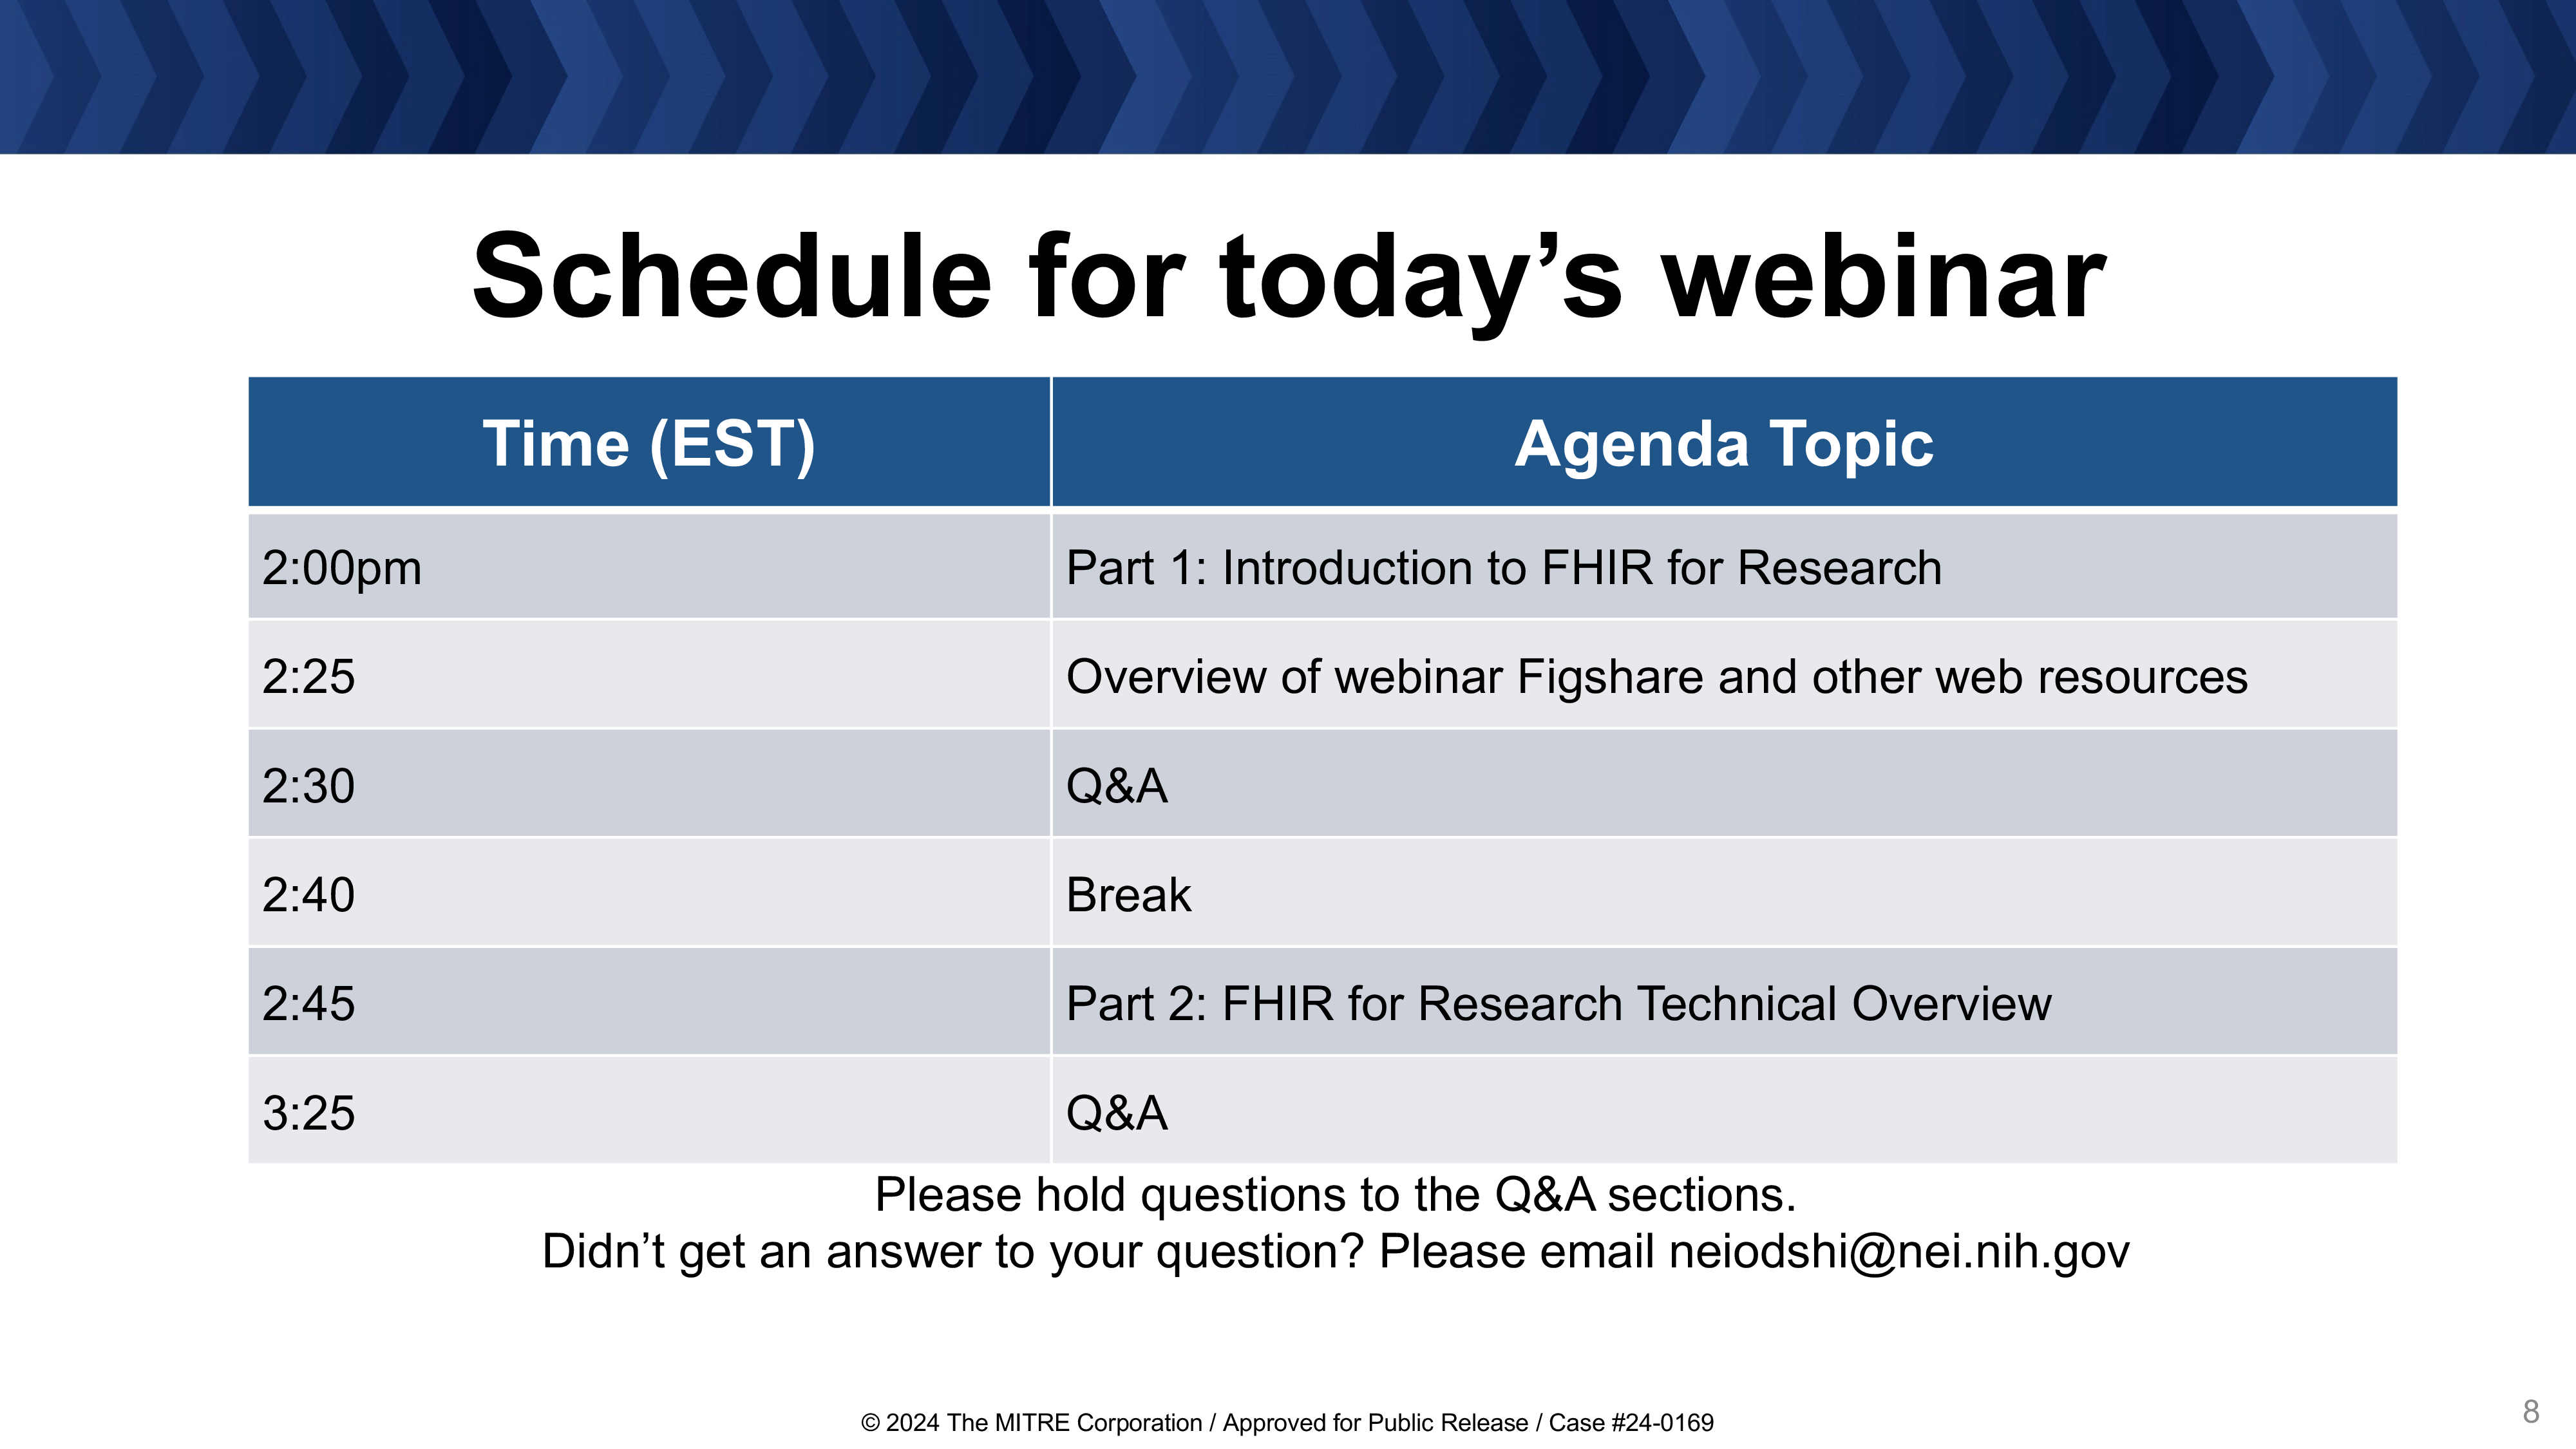 Schedule for today’s webinar
Time (EST) Agenda Topic
2:00pm Part 1: Introduction to FHIR for Research
2:25 Overview of webinar Figshare and other web resources
2:30 Q&A
2:40 Break
2:45 Part 2: FHIR for Research Technical Overview
3:25 Q&A
Please hold questions to the Q&A sections.
Didn’t get an answer to your question? Please email neiodshi@nei.nih.gov
© 2024 The MITRE Corporation / Approved for Public Release / Case #24-0169
8